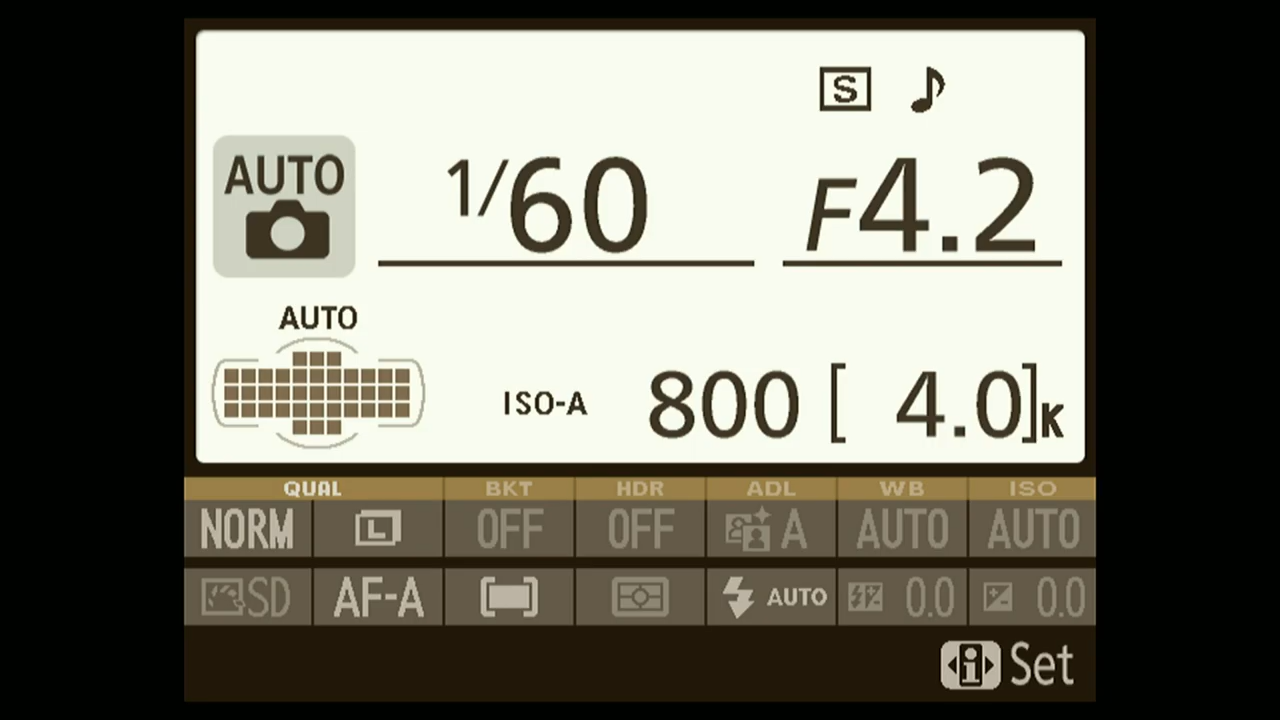 S
AUTO 1/60 F4.2
AUTO
ISO-A 800 [ 4.0]K
QUAL BKT HDR ADL WB ISO
NORM L OFF OFF A AUTO AUTO
SD AF-A AUTO 0.0 0.0
i Set